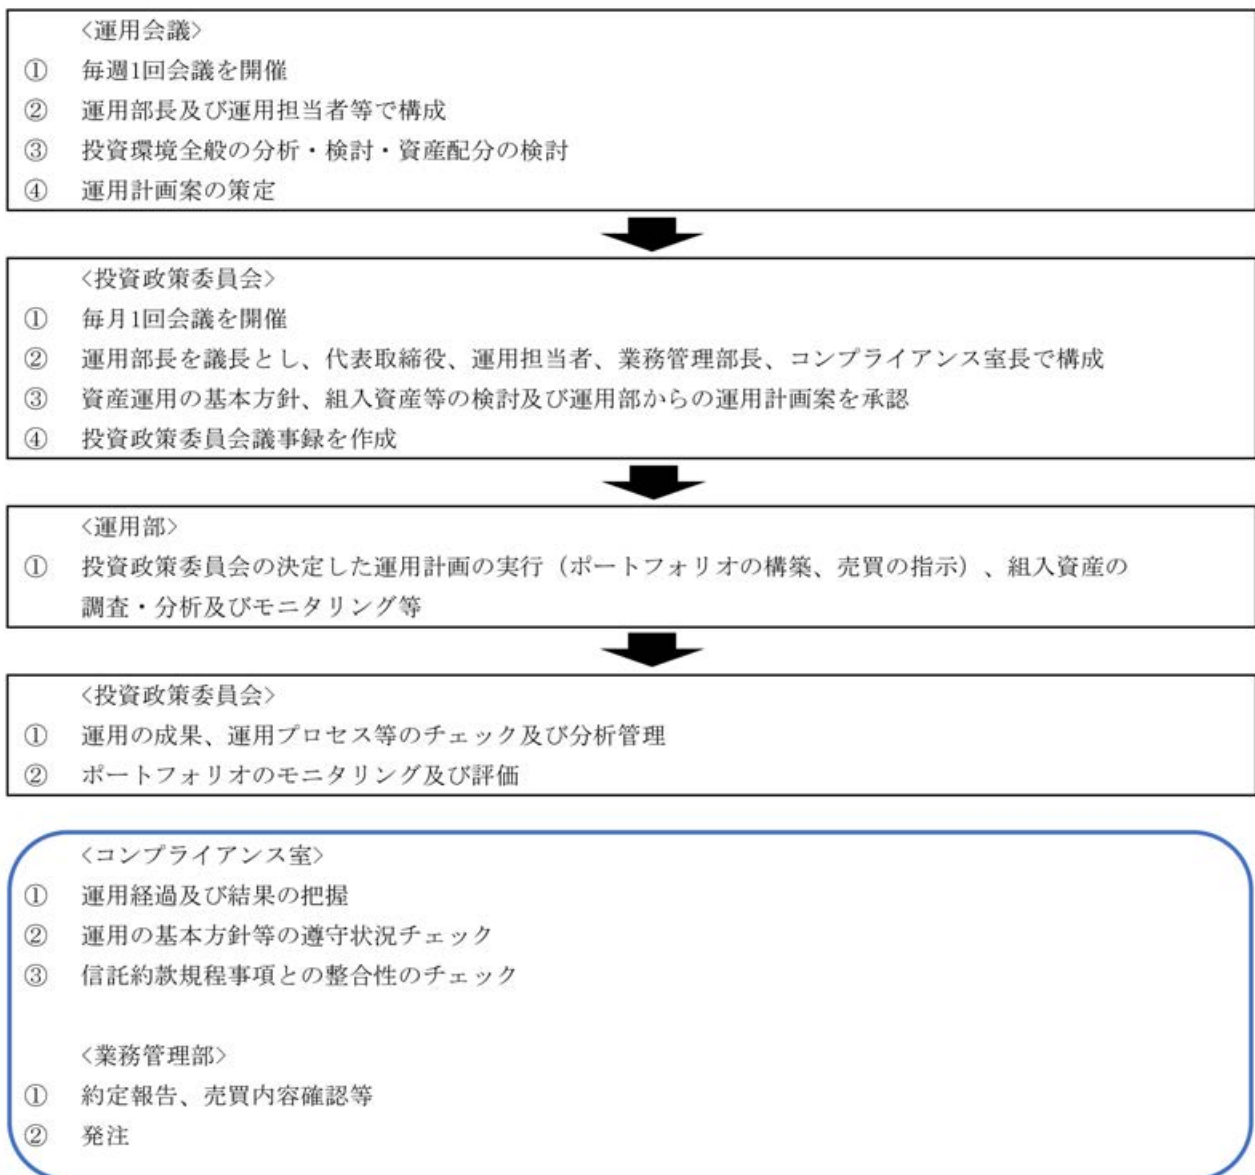 〈運用会議〉
① 毎週1回会議を開催
② 運用部長及び運用担当者等で構成
③ 投資環境全般の分析・検討・資産配分の検討
④ 運用計画案の策定
〈投資政策委員会〉
① 毎月1回会議を開催
② 運用部長を議長とし、代表取締役、運用担当者、業務管理部長、コンプライアンス室長で構成
③ 資産運用の基本方針、組入資産等の検討及び運用部からの運用計画案を承認
④ 投資政策委員会議事録を作成
〈運用部〉
① 投資政策委員会の決定した運用計画の実行（ポートフォリオの構築、売買の指示）、組入資産の
調査・分析及びモニタリング等
〈投資政策委員会〉
① 運用の成果、運用プロセス等のチェック及び分析管理
② ポートフォリオのモニタリング及び評価
〈コンプライアンス室〉
① 運用経過及び結果の把握
② 運用の基本方針等の遵守状況チェック
③ 信託約款規程事項との整合性のチェック
〈業務管理部〉
① 約定報告、売買内容確認等
② 発注